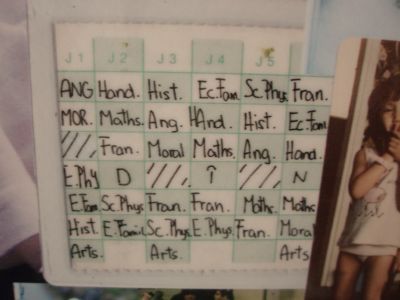 J1 J2 J3 J4 J5
ANG Hand. Hist. Ec.Fam. Sc.Phys. Fran.
MOR. Maths. Ang. HAnd. Hist. Ec.Fam.
Fran. Moral Maths. Ang. Hand.
E.Phy D I N
E.Fam. Sc.Phys Fran. Fran. Maths. Maths
Hist. E.Famil. Sc.Phys. E.Phys. Fran. Moral
Arts. Arts. Arts